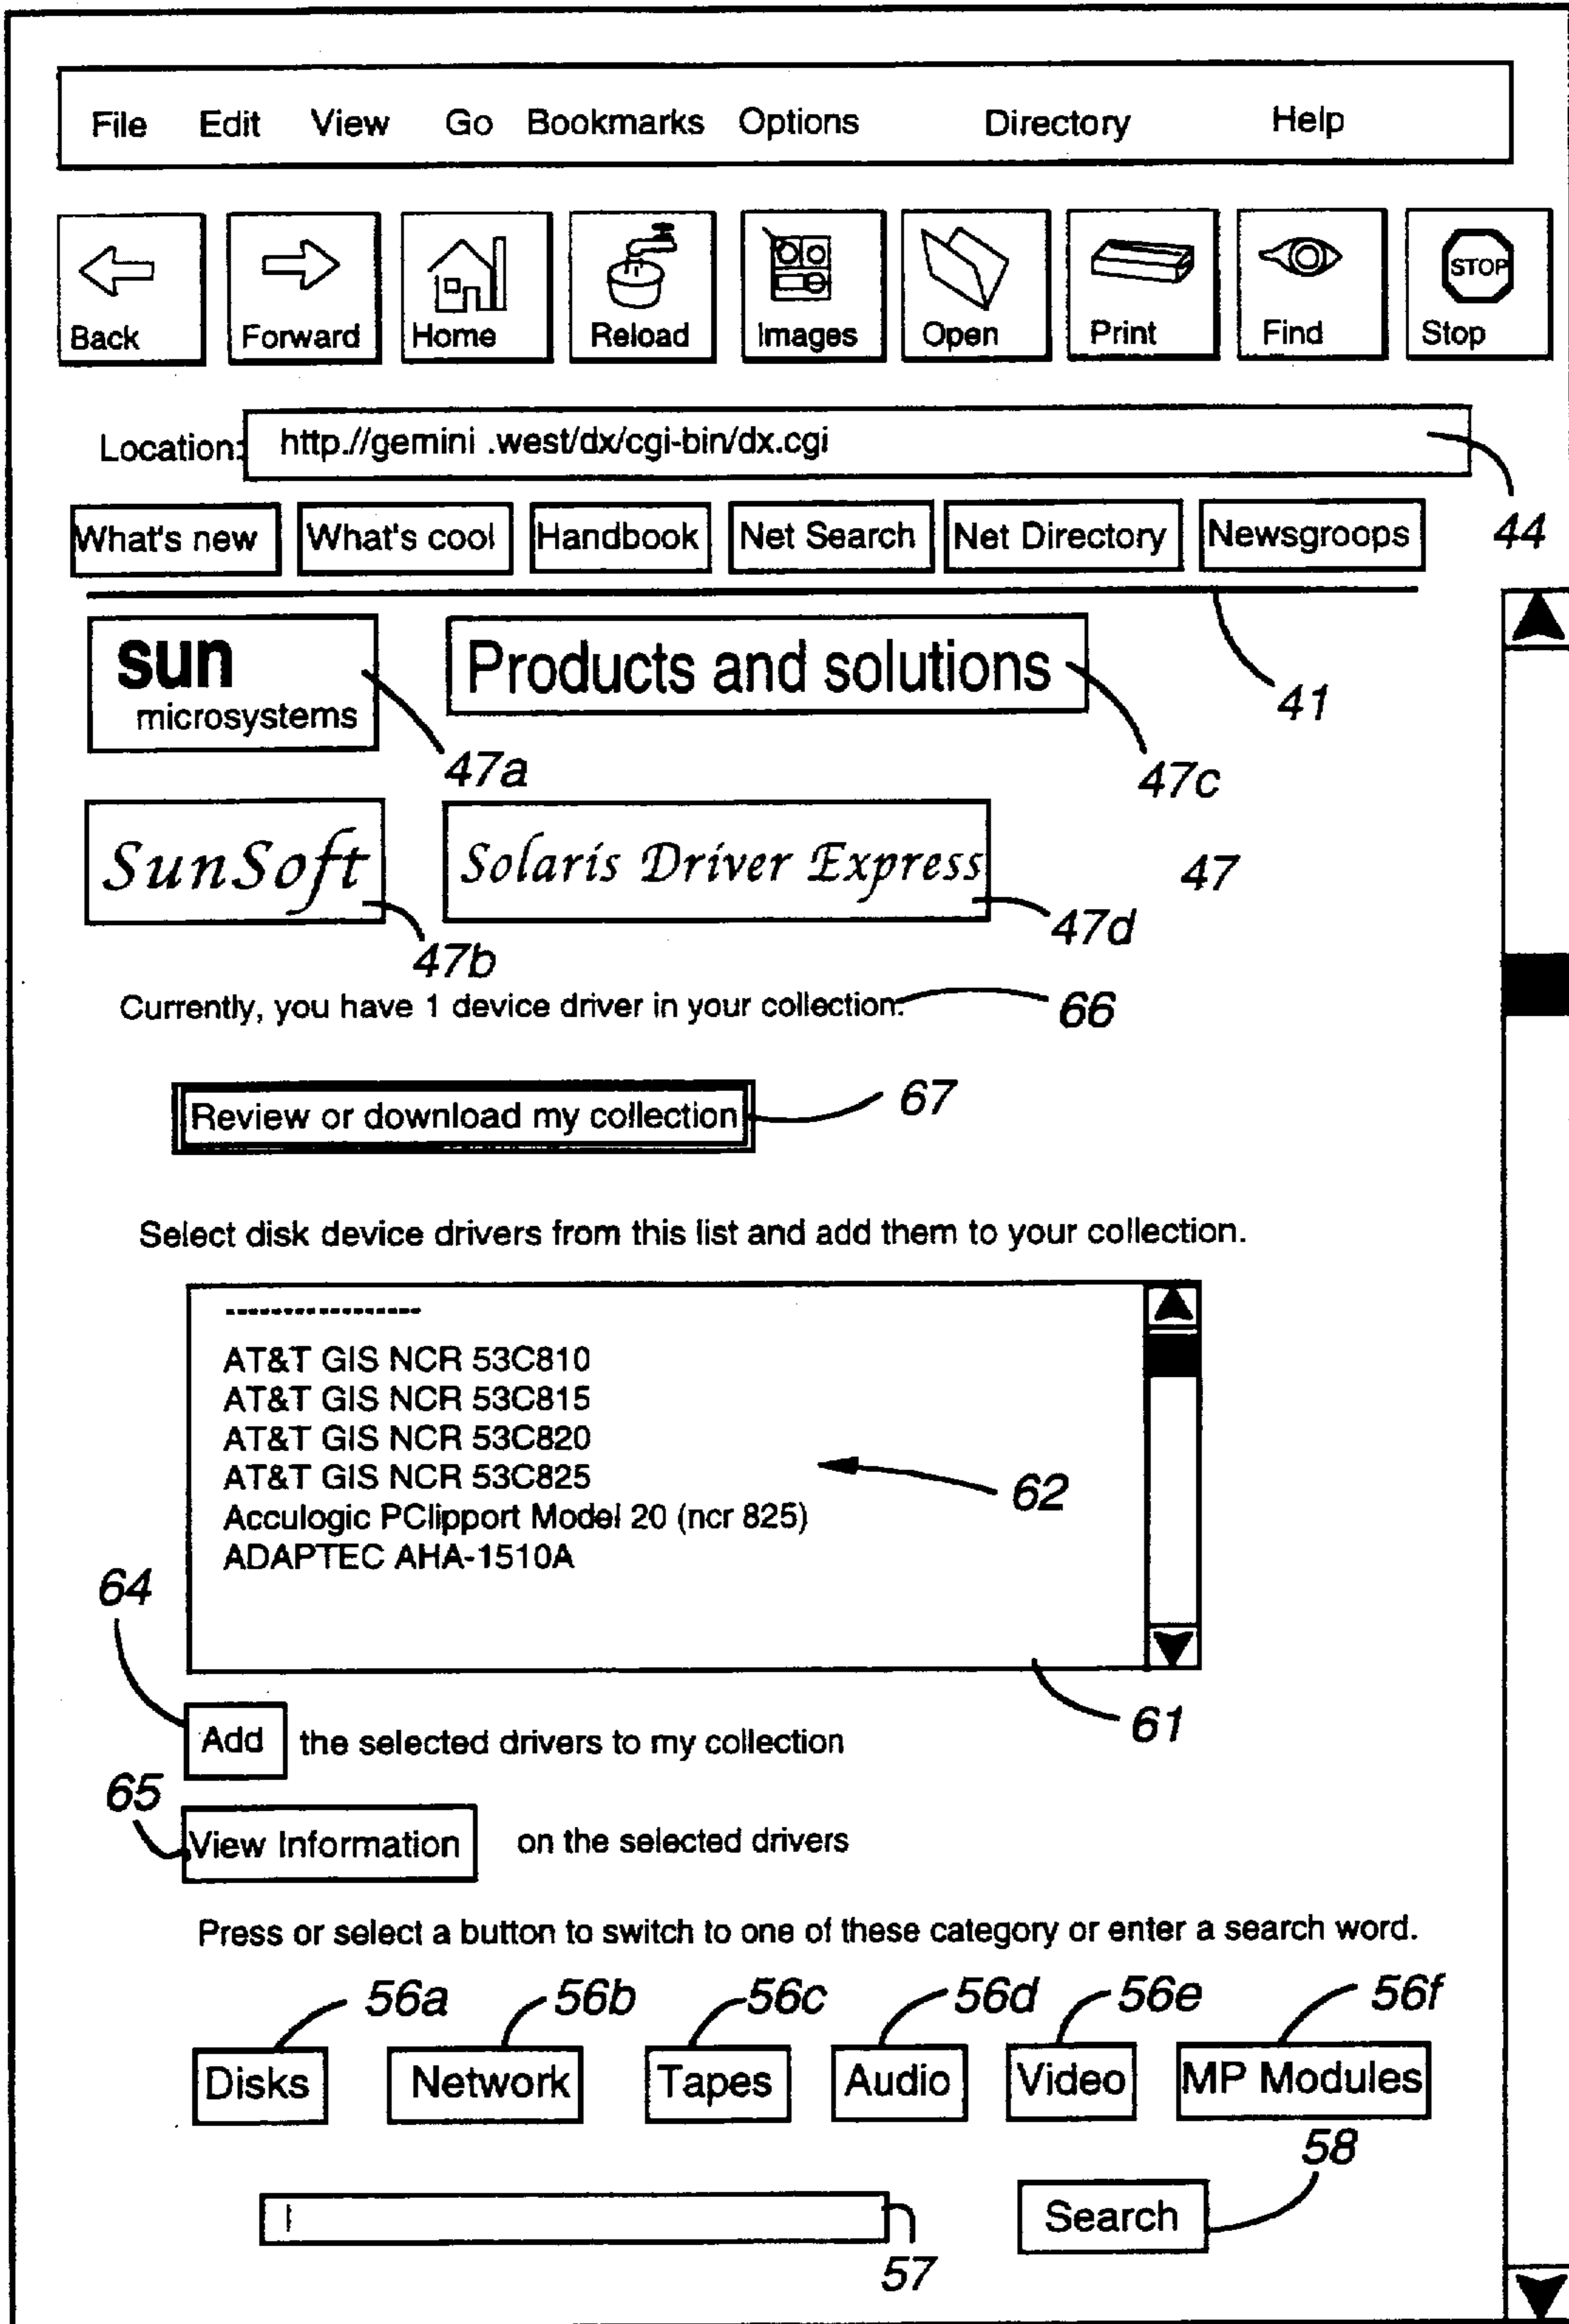 File Edit View Go Bookmarks Options Directory Help
STOP
Back Forward Home Reload Images Open Print Find Stop
Location: http.//gemini .west/dx/cgi-bin/dx.cgi
44
What's new What's cool Handbook Net Search Net Directory Newsgroops
41
sun
microsystems
47a
Products and solutions
47c
SunSoft
47b
Solaris Driver Express
47d
47
Currently, you have 1 device driver in your collection. 66
Review or download my collection 67
Select disk device drivers from this list and add them to your collection.
-----------------
AT&T GIS NCR 53C810
AT&T GIS NCR 53C815
AT&T GIS NCR 53C820
AT&T GIS NCR 53C825
62
Acculogic PClipport Model 20 (ncr 825)
ADAPTEC AHA-1510A
64
61
Add the selected drivers to my collection
65
View Information on the selected drivers
Press or select a button to switch to one of these category or enter a search word.
56a 56b 56c 56d 56e 56f
Disks Network Tapes Audio Video MP Modules
58
Search
57